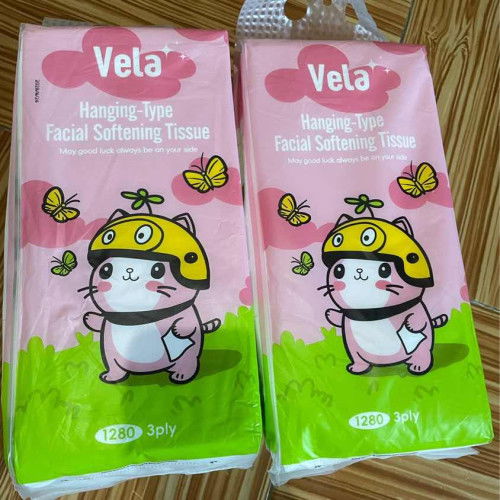 Vela
Hanging-Type
Facial Softening Tissue
May good luck always be on your side
1280 3ply
Vela
Hanging-Type
Facial Softening Tissue
May good luck always be on your side
1280 3ply